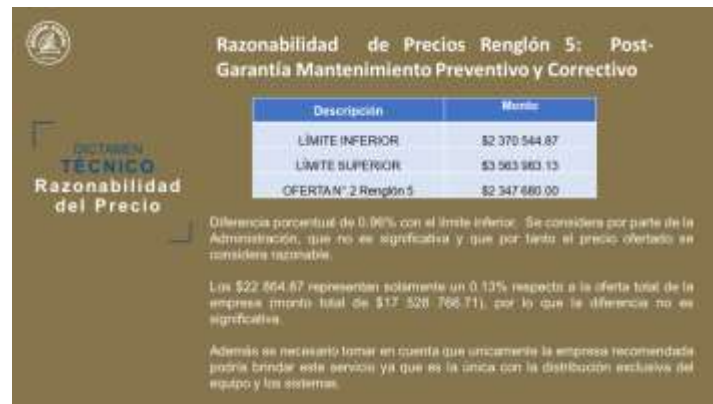 Razonabilidad de Precios Renglón 5: Post-
Garantía Mantenimiento Preventivo y Correctivo
Descripción Monto
LÍMITE INFERIOR $2 370 544.67
LÍMITE SUPERIOR $3 563 983.13
OFERTA N° 2 Renglón 5 $2 347 680.00
DICTAMEN
TÉCNICO
Razonabilidad
del Precio
Diferencia porcentual de 0.96% con el límite inferior. Se considera por parte de la
Administración, que no es significativa y que por tanto el precio ofertado se
considera razonable.
Los $22 864.67 representan solamente un 0.13% respecto a la oferta total de la
empresa (monto total de $17 528 766.71), por lo que la diferencia no es
significativa.
Además es necesario tomar en cuenta que unicamente la empresa recomendada
podría brindar este servicio ya que es la única con la distribución exclusiva del
equipo y los sistemas.